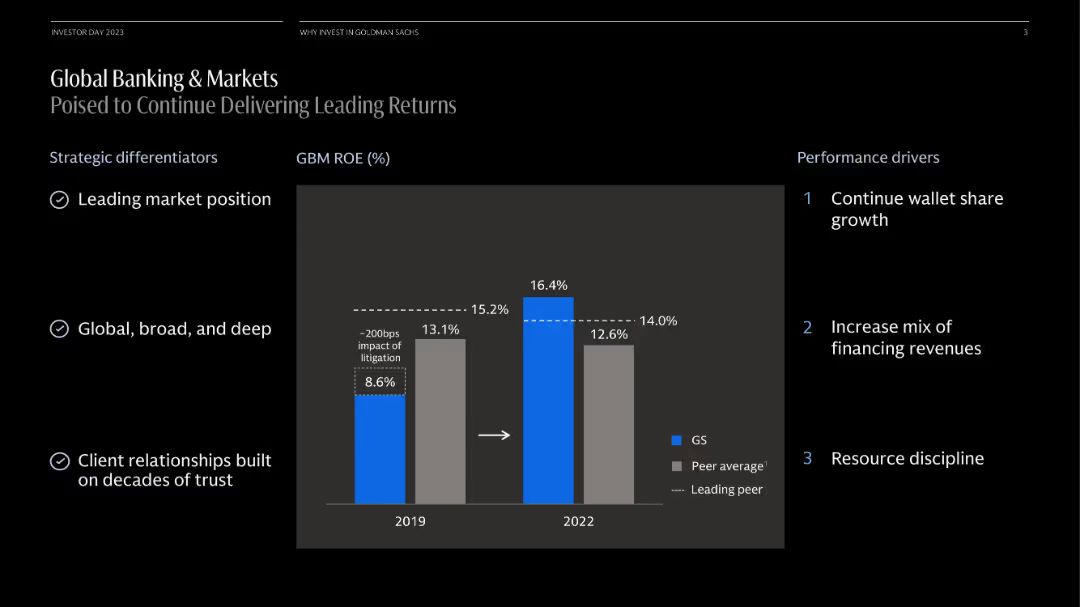 INVESTOR DAY 2023
WHY INVEST IN GOLDMAN SACHS
3
Global Banking & Markets
Poised to Continue Delivering Leading Returns
Strategic differentiators
Leading market position
Global, broad, and deep
Client relationships built
on decades of trust
GBM ROE (%)
~200bps
impact of
litigation
8.6%
15.2%
13.1%
16.4%
14.0%
12.6%
2019
2022
GS
Peer average¹
Leading peer
Performance drivers
1 Continue wallet share
growth
2 Increase mix of
financing revenues
3 Resource discipline